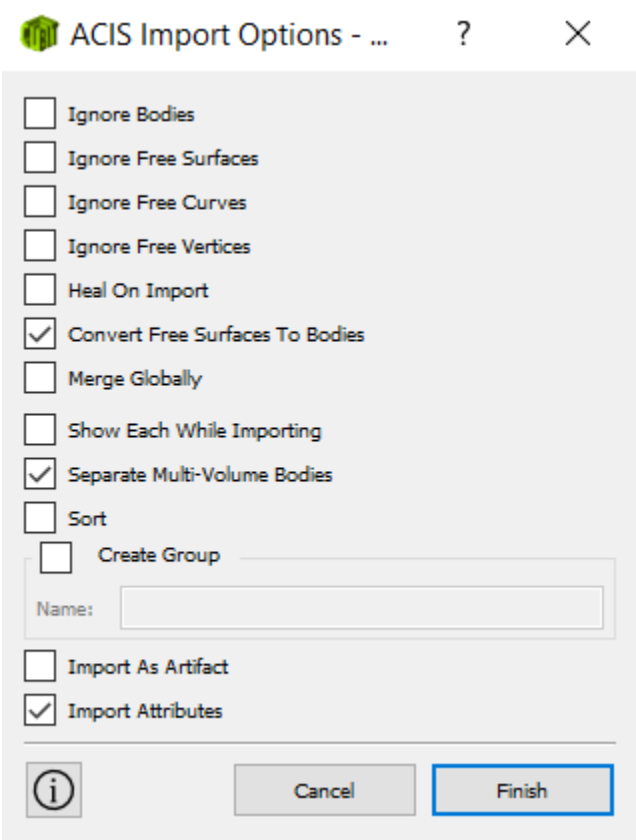 ACIS Import Options - ...
Ignore Bodies
Ignore Free Surfaces
Ignore Free Curves
Ignore Free Vertices
Heal On Import
Convert Free Surfaces To Bodies
Merge Globally
Show Each While Importing
Separate Multi-Volume Bodies
Sort
Create Group
Name:
Import As Artifact
Import Attributes
Cancel Finish